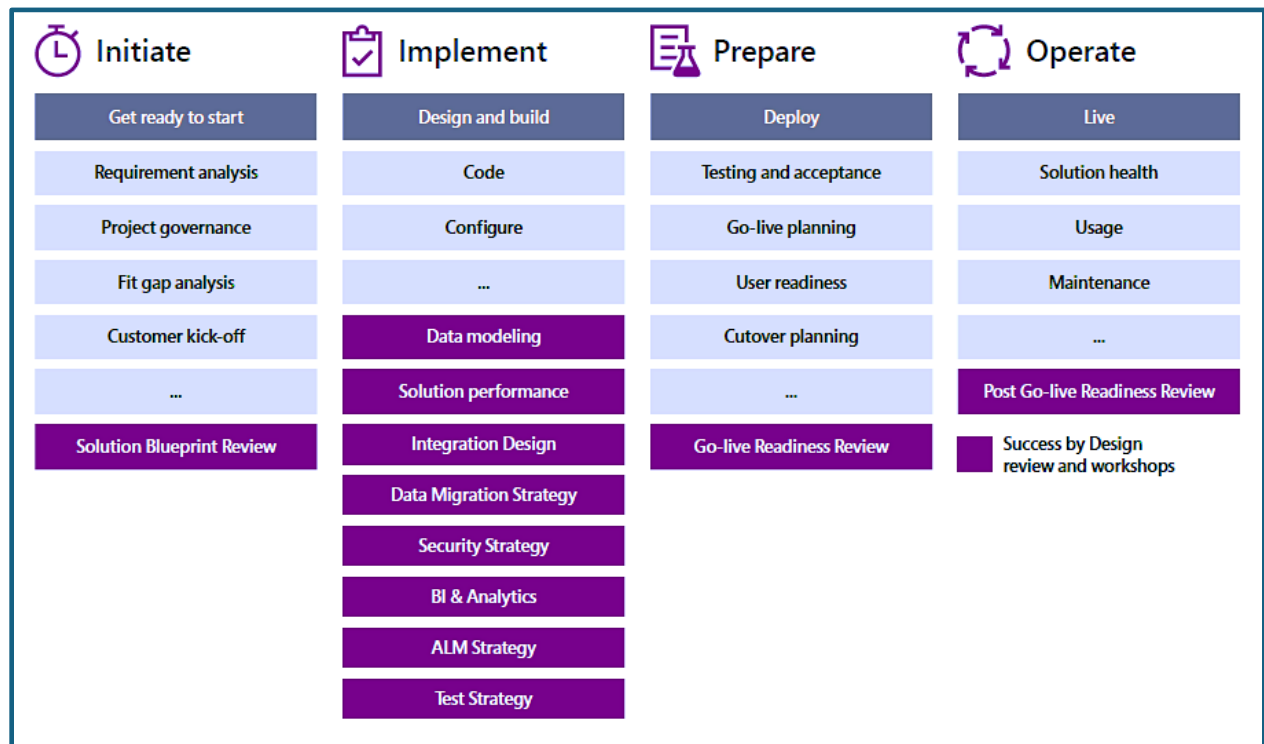 Initiate
Get ready to start
Requirement analysis
Project governance
Fit gap analysis
Customer kick-off
...
Solution Blueprint Review
Implement
Design and build
Code
Configure
...
Data modeling
Solution performance
Integration Design
Data Migration Strategy
Security Strategy
BI & Analytics
ALM Strategy
Test Strategy
Prepare
Deploy
Testing and acceptance
Go-live planning
User readiness
Cutover planning
...
Go-live Readiness Review
Operate
Live
Solution health
Usage
Maintenance
...
Post Go-live Readiness Review
Success by Design
review and workshops